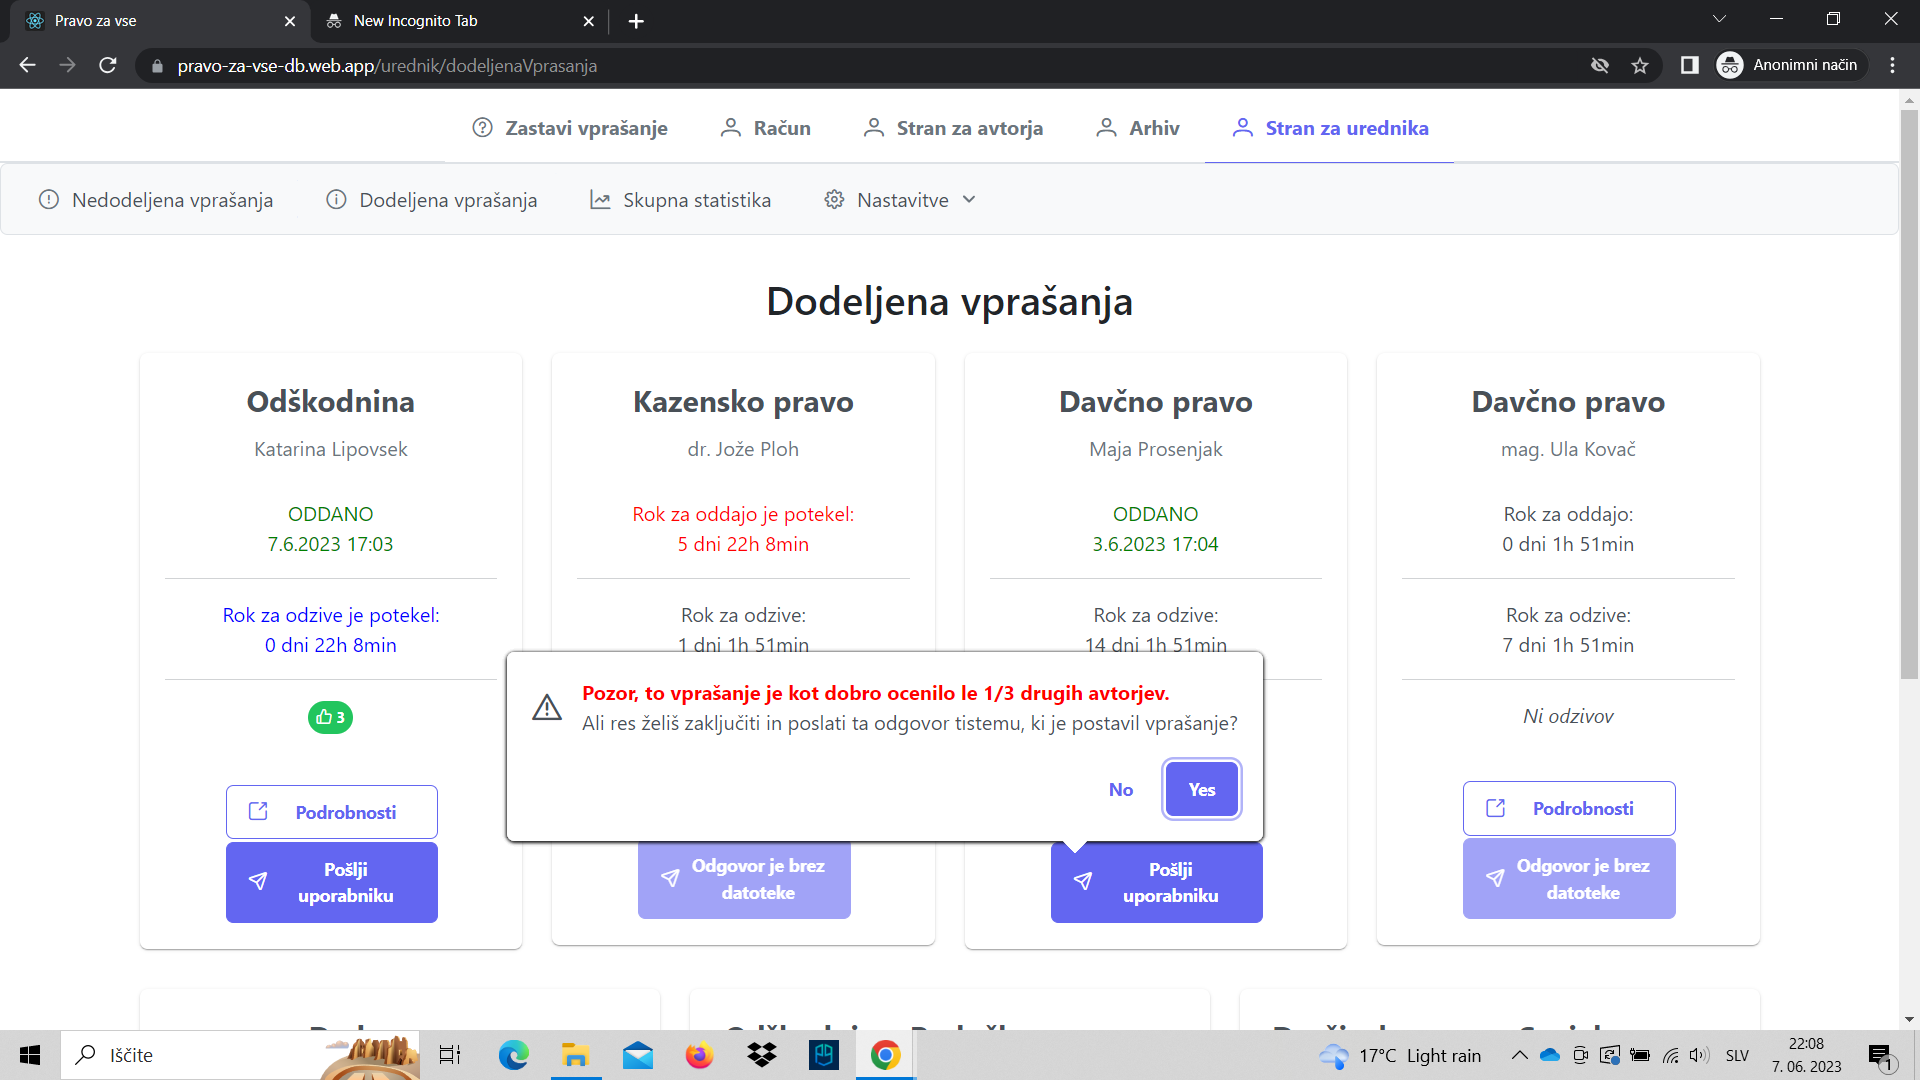 Pravo za vse
New Incognito Tab
pravo-za-vse-db.web.app/urednik/dodeljenaVprasanja
Anonimni način
Zastavi vprašanje
Račun
Stran za avtorja
Arhiv
Stran za urednika
Nedodeljena vprašanja
Dodeljena vprašanja
Skupna statistika
Nastavitve
Dodeljena vprašanja
Odškodnina
Katarina Lipovsek
ODDANO
7.6.2023 17:03
Rok za odzive je potekel:
0 dni 22h 8min
3
Podrobnosti
Pošlji
uporabniku
Kazensko pravo
dr. Jože Ploh
Rok za oddajo je potekel:
5 dni 22h 8min
Rok za odzive:
1 dni 1h 51min
Odgovor je brez
datoteke
Davčno pravo
Maja Prosenjak
ODDANO
3.6.2023 17:04
Rok za odzive:
14 dni 1h 51min
Pošlji
uporabniku
Davčno pravo
mag. Ula Kovač
Rok za oddajo:
0 dni 1h 51min
Rok za odzive:
7 dni 1h 51min
Ni odzivov
Podrobnosti
Odgovor je brez
datoteke
Pozor, to vprašanje je kot dobro ocenilo le 1/3 drugih avtorjev.
Ali res želiš zaključiti in poslati ta odgovor tistemu, ki je postavil vprašanje?
No
Yes
Iščite
17°C Light rain
SLV
22:08
7. 06. 2023
1